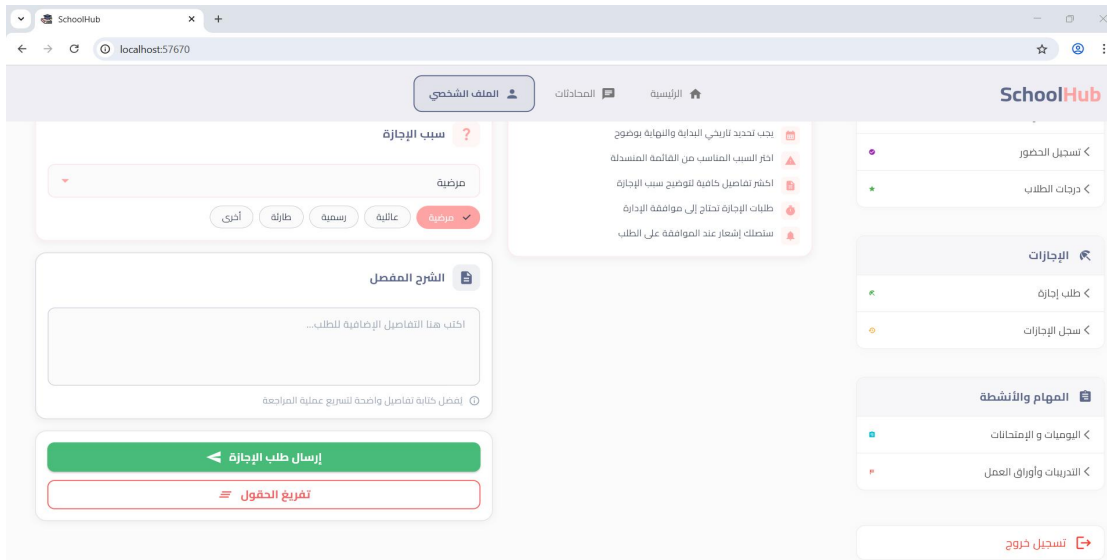 SchoolHub
localhost:57670
SchoolHub
الرئيسية
المحادثات
الملف الشخصي
تسجيل الحضور
درجات الطلاب
الإجازات
طلب إجازة
سجل الإجازات
المهام والأنشطة
اليوميات و الإمتحانات
التدريبات وأوراق العمل
تسجيل خروج
يجب تحديد تاريخي البداية والنهاية بوضوح
اختر السبب المناسب من القائمة المنسدلة
اكشر تفاصيل كافية لتوضيح سبب الإجازة
طلبات الإجازة تحتاج إلى موافقة الإدارة
ستصلك إشعار عند الموافقة على الطلب
سبب الإجازة
مرضية
مرضية
عائلية
رسمية
طارئة
أخرى
الشرح المفصل
اكتب هنا التفاصيل الإضافية للطلب...
يُفضل كتابة تفاصيل واضحة لتسريع عملية المراجعة
إرسال طلب الإجازة
تفريغ الحقول